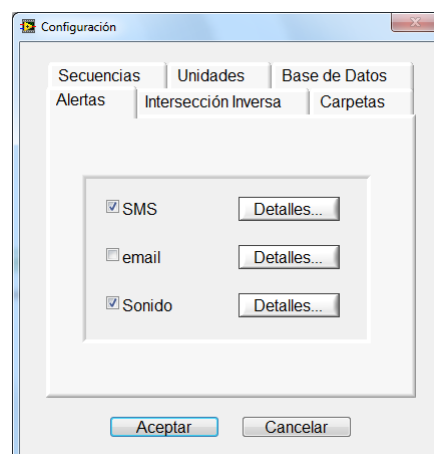 Configuración
Secuencias Unidades Base de Datos
Alertas Intersección Inversa Carpetas
SMS Detalles...
email Detalles...
Sonido Detalles...
Aceptar Cancelar